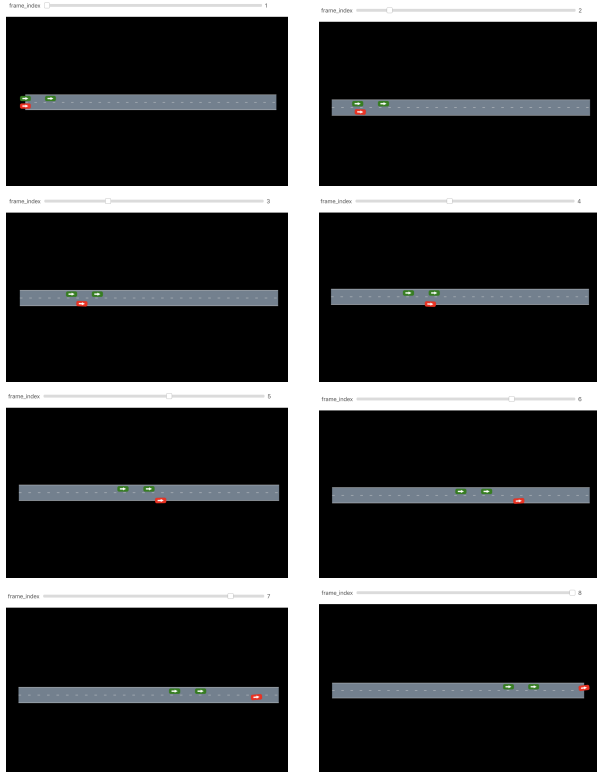 frame_index 1
frame_index 2
frame_index 3
frame_index 4
frame_index 5
frame_index 6
frame_index 7
frame_index 8